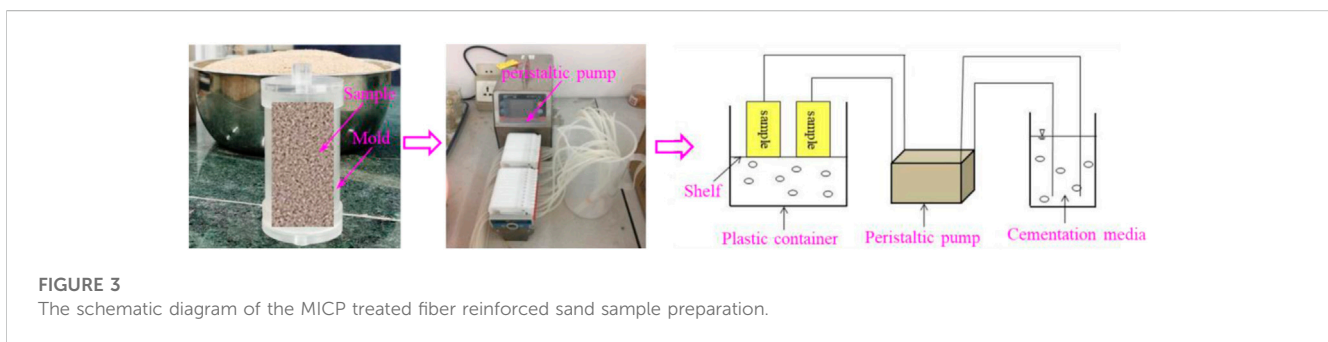 Sample
Mold
peristaltic pump
sample
sample
Shelf
Plastic container
Peristaltic pump
Cementation media
FIGURE 3
The schematic diagram of the MICP treated fiber reinforced sand sample preparation.